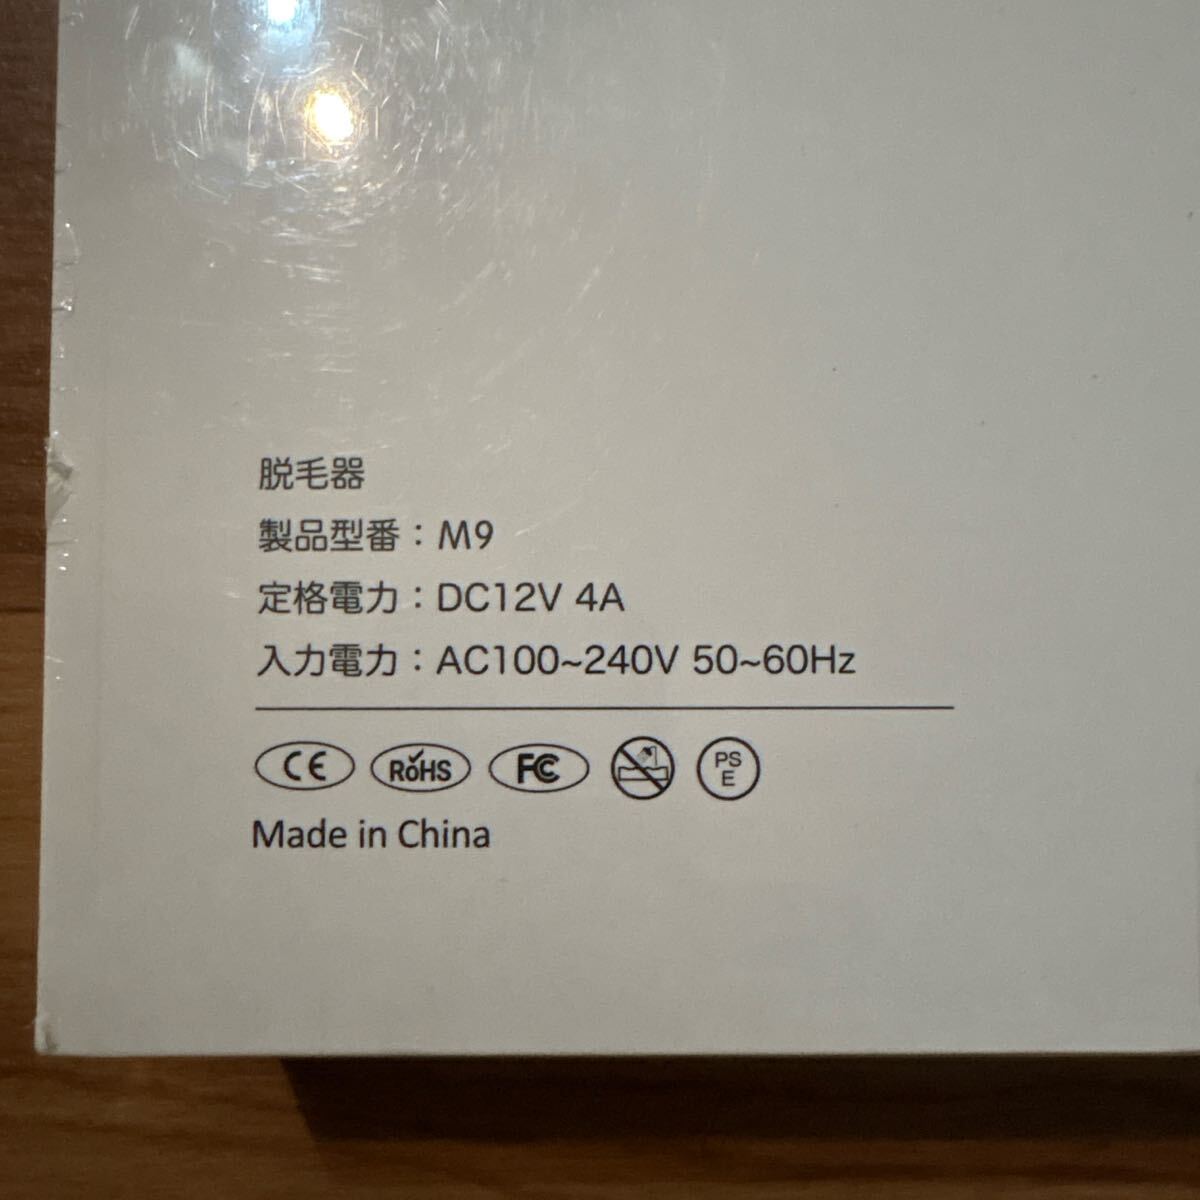 脱毛器
製品型番：M9
定格電力：DC12V 4A
入力電力：AC100~240V 50~60Hz
CE RoHS FC PSE
Made in China